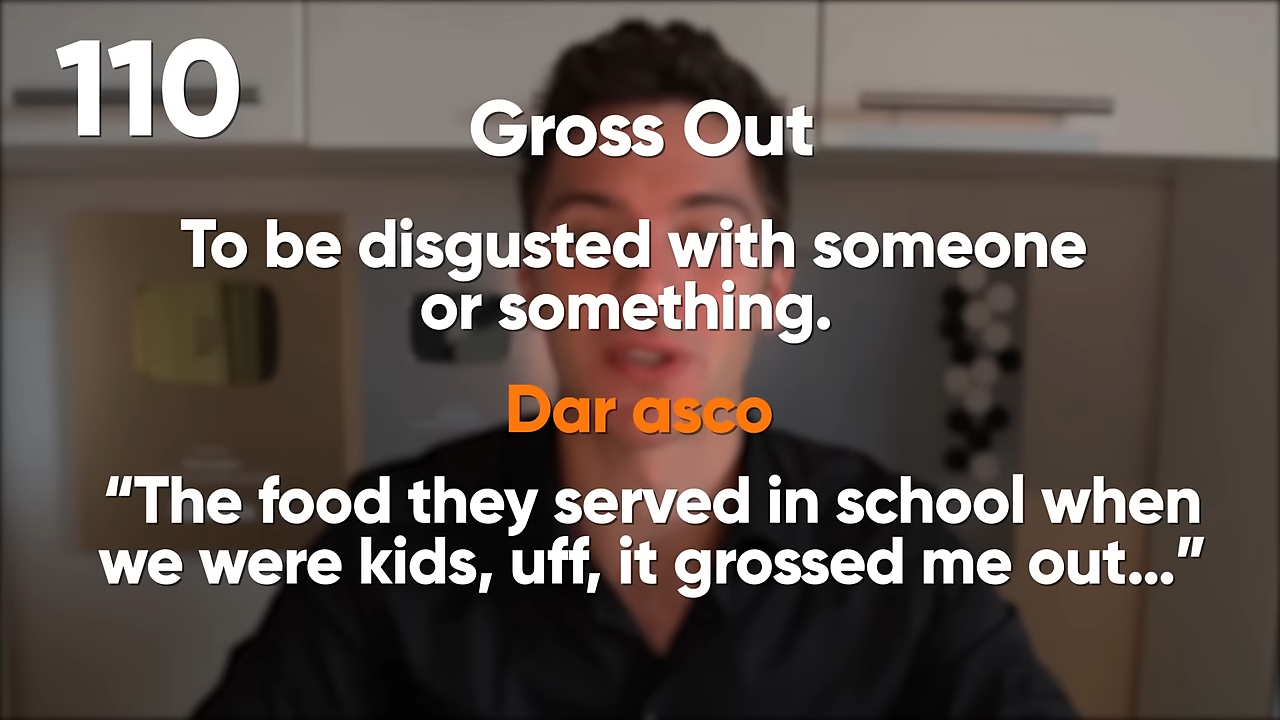 110
Gross Out
To be disgusted with someone
or something.
Dar asco
“The food they served in school when
we were kids, uff, it grossed me out...”